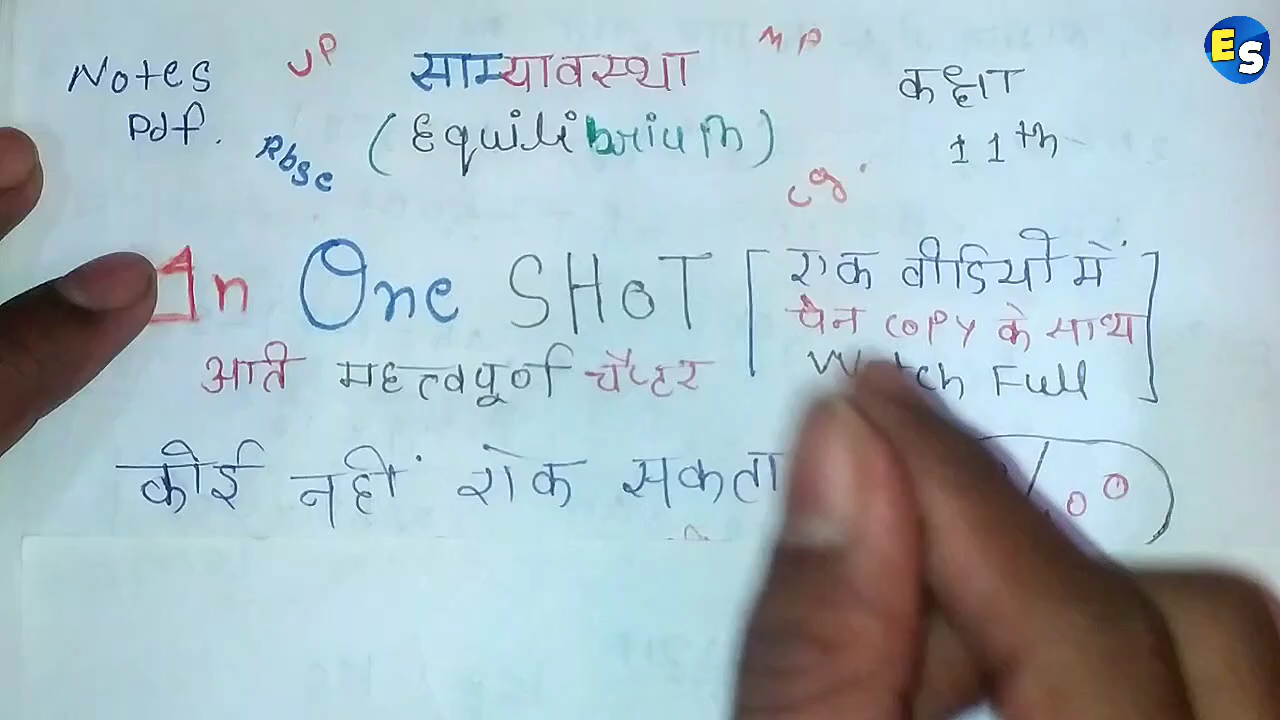 Notes UP साम्यावस्था MP कक्षा
Pdf. (Equilibrium) 11th
Rbse
cg.
In One SHOT [एक वीडियो में
पेन COPY के साथ
अति महत्त्वपूर्ण चैप्टर Watch Full]
कोई नहीं रोक सकता
ES